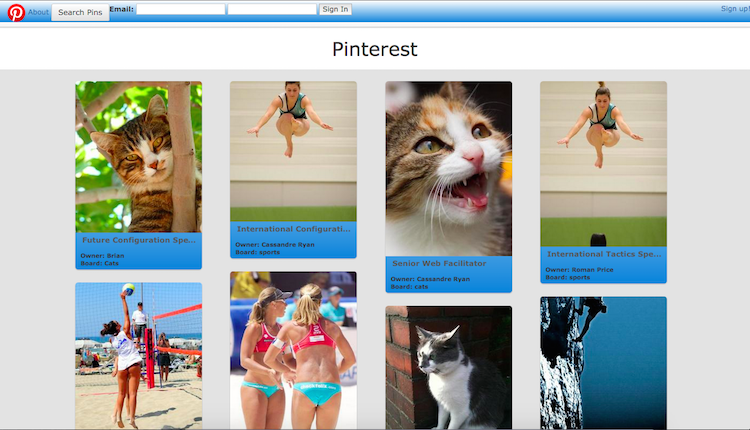 About
Search Pins
Email:
Sign In
Sign up!
Pinterest
Future Configuration Spe...
Owner: Brian
Board: Cats
International Configurati...
Owner: Cassandre Ryan
Board: sports
Senior Web Facilitator
Owner: Cassandre Ryan
Board: cats
International Tactics Spe...
Owner: Roman Price
Board: sports